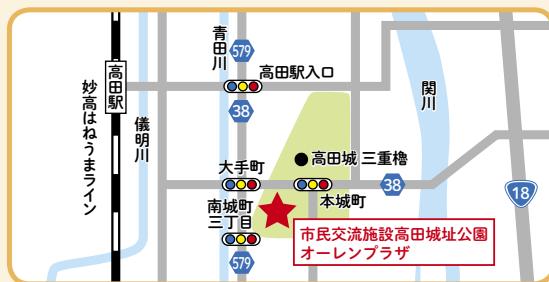 青田川
579
高田駅入口
高田駅
妙高はねうまライン
儀明川
38
関川
高田城 三重櫓
大手町
38
18
本城町
南城町
三丁目
市民交流施設高田城址公園
オーレンプラザ
579